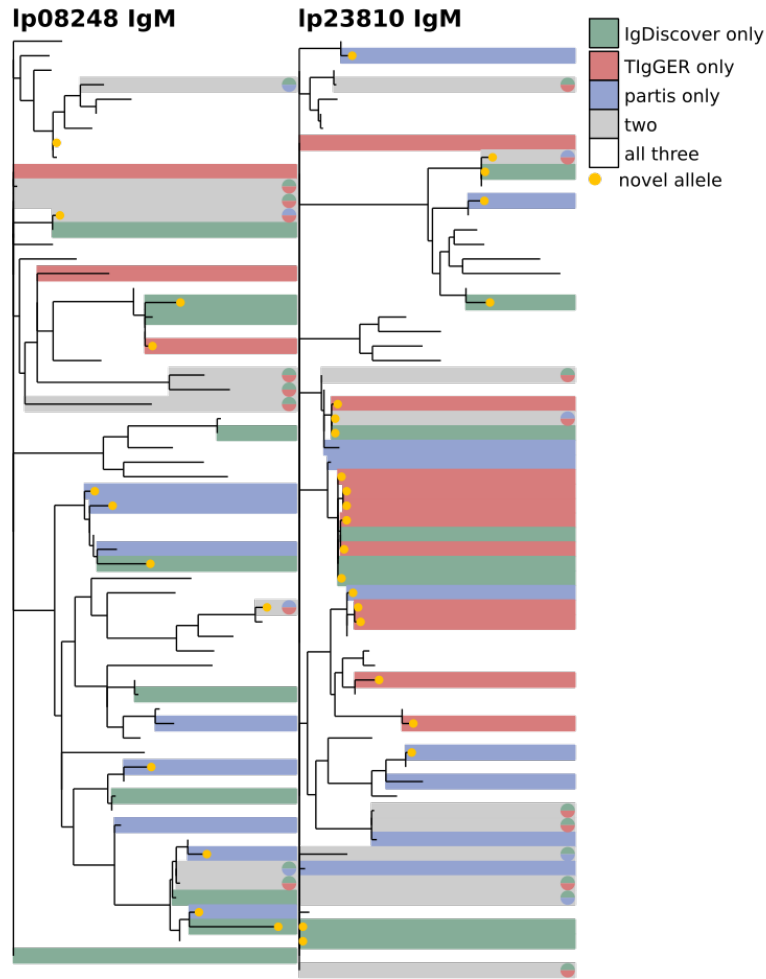 lp08248 IgM
lp23810 IgM
IgDiscover only
TIgGER only
partis only
two
all three
novel allele